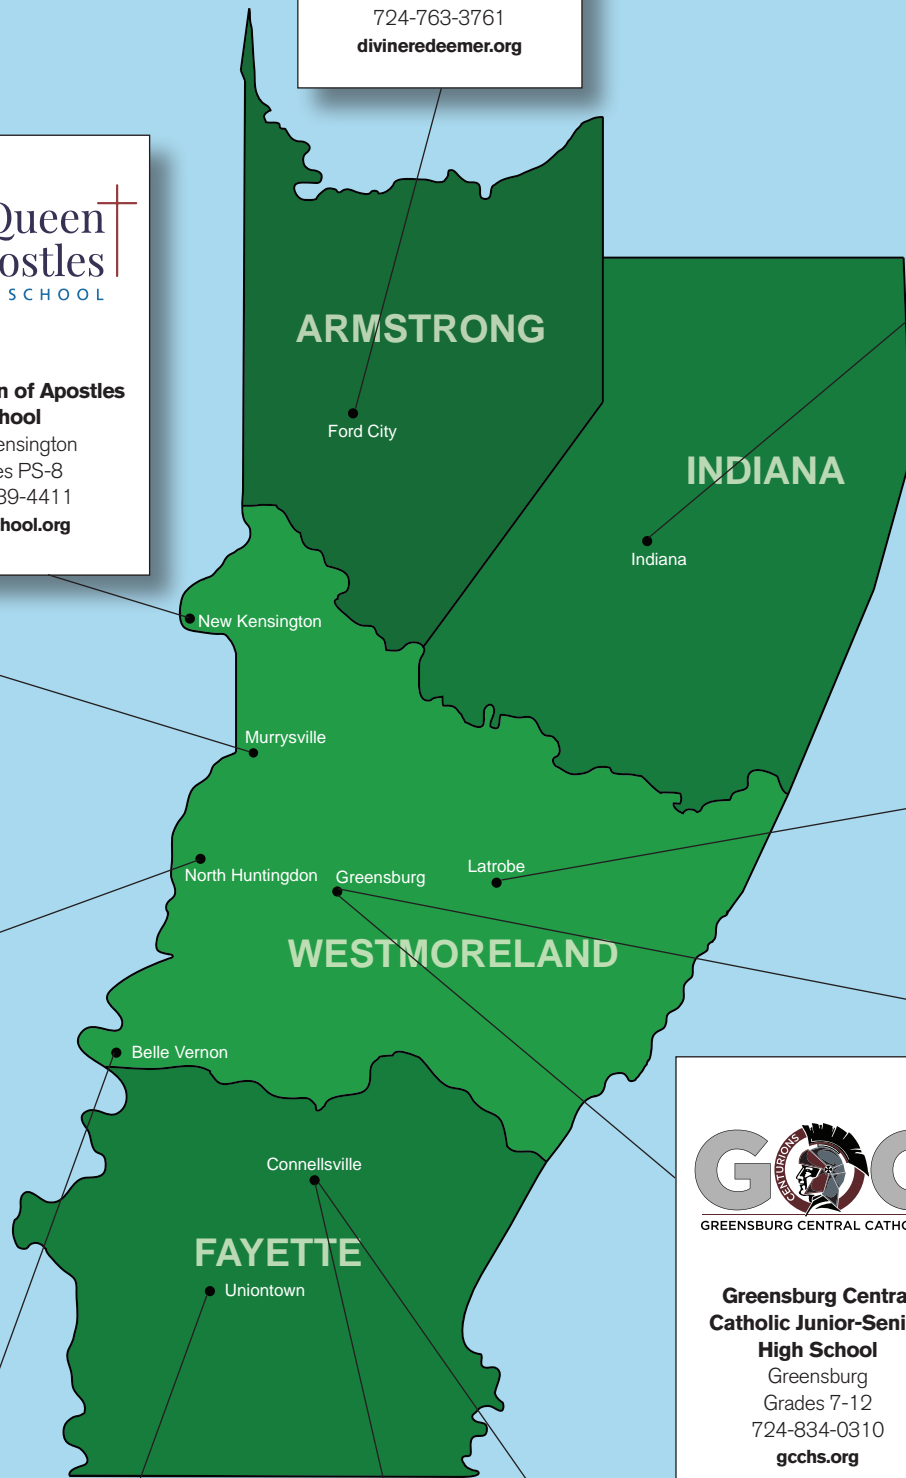 724-763-3761
divineredeemer.org
Queen
ostles
SCHOOL
n of Apostles
hool
ensington
es PS-8
39-4411
hool.org
ARMSTRONG
Ford City
INDIANA
Indiana
New Kensington
Murrysville
North Huntingdon
Greensburg
Latrobe
WESTMORELAND
Belle Vernon
Connellsville
FAYETTE
Uniontown
GC
CENTURIONS
GREENSBURG CENTRAL CATHO
Greensburg Centra
Catholic Junior-Seni
High School
Greensburg
Grades 7-12
724-834-0310
gcchs.org